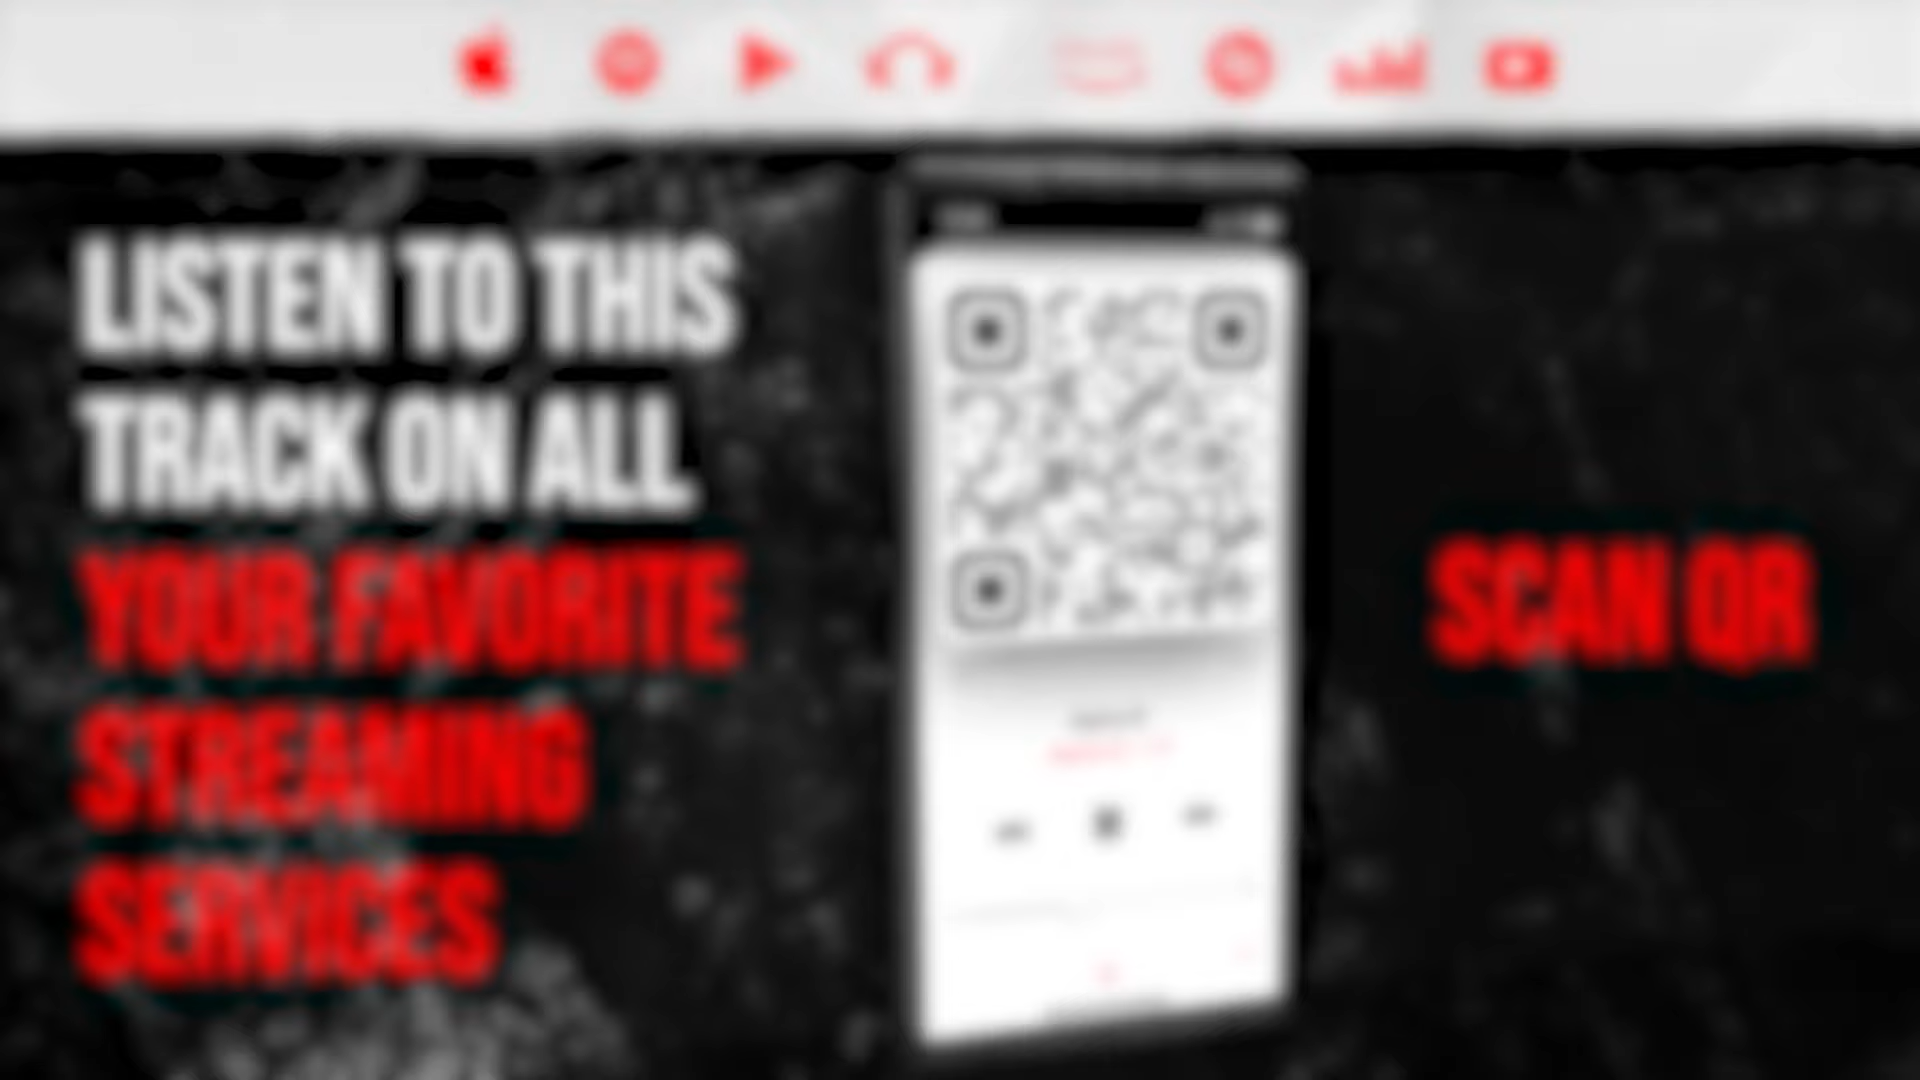 LISTEN TO THIS
TRACK ON ALL
YOUR FAVORITE
STREAMING
SERVICES
SCAN QR